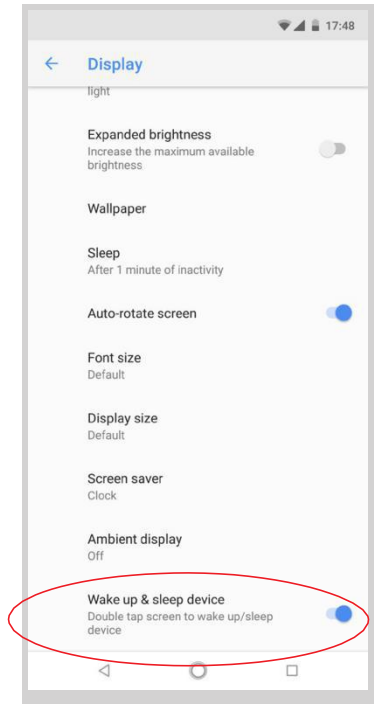 17:48
Display
light
Expanded brightness
Increase the maximum available
brightness
Wallpaper
Sleep
After 1 minute of inactivity
Auto-rotate screen
Font size
Default
Display size
Default
Screen saver
Clock
Ambient display
Off
Wake up & sleep device
Double tap screen to wake up/sleep
device